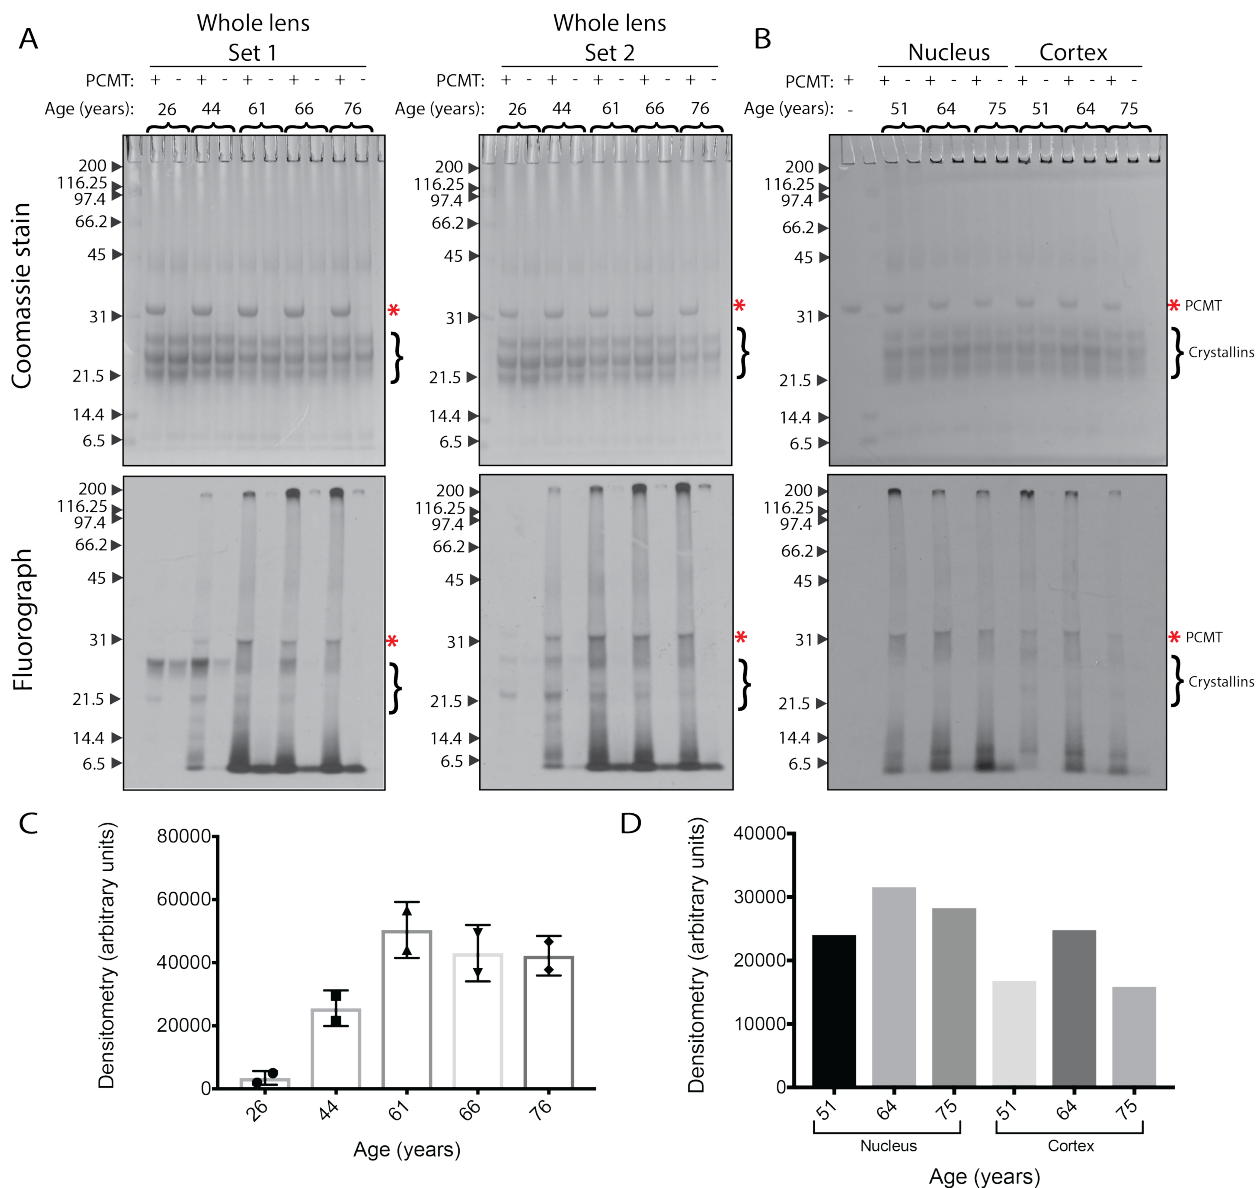 A
Whole lens
Set 1
PCMT: + - + - + - + - + -
Age (years): 26 44 61 66 76
Whole lens
Set 2
PCMT: + - + - + - + - + -
Age (years): 26 44 61 66 76
B
Nucleus Cortex
PCMT: + + - + - + - + - + - + -
Age (years): - 51 64 75 51 64 75
Coomassie stain
200
116.25
97.4
66.2
45
31
21.5
14.4
6.5
*
}
200
116.25
97.4
66.2
45
31
21.5
14.4
6.5
*
}
200
116.25
97.4
66.2
45
31
21.5
14.4
6.5
* PCMT
} Crystallins
Fluorograph
200
116.25
97.4
66.2
45
31
21.5
14.4
6.5
*
}
200
116.25
97.4
66.2
45
31
21.5
14.4
6.5
*
}
200
116.25
97.4
66.2
45
31
21.5
14.4
6.5
* PCMT
} Crystallins
C
Densitometry (arbitrary units)
80000
60000
40000
20000
0
26 44 61 66 76
Age (years)
D
Densitometry (arbitrary units)
40000
30000
20000
10000
0
51 64 75 51 64 75
Nucleus Cortex
Age (years)